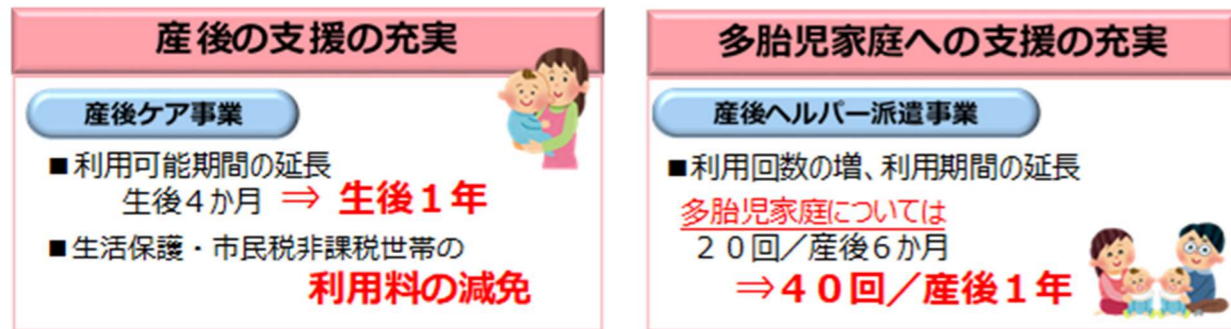 産後の支援の充実
産後ケア事業
■利用可能期間の延長
生後4か月 ⇒ 生後1年
■生活保護・市民税非課税世帯の
利用料の減免
多胎児家庭への支援の充実
産後ヘルパー派遣事業
■利用回数の増、利用期間の延長
多胎児家庭については
20回/産後6か月
⇒40回/産後1年